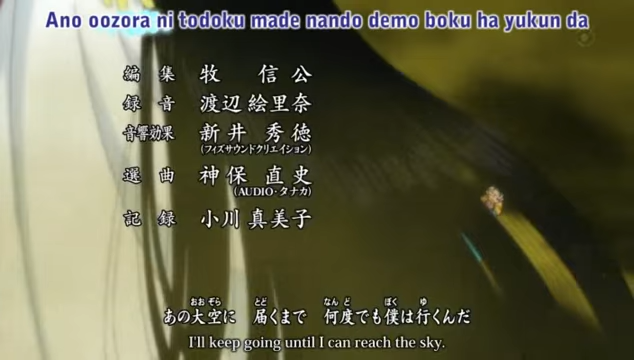 Ano oozora ni todoku made nando demo boku ha yukun da
編 集 牧 信 公
録 音 渡辺 絵里奈
音響効果 新井 秀徳
(フィズサウンドクリエイション)
選 曲 神保 直史
(AUDIO・タナカ)
記 録 小川 真美子
おお ぞら とど なん ど ぼく ゆ
あの大空に 届くまで 何度でも僕は行くんだ
I'll keep going until I can reach the sky.